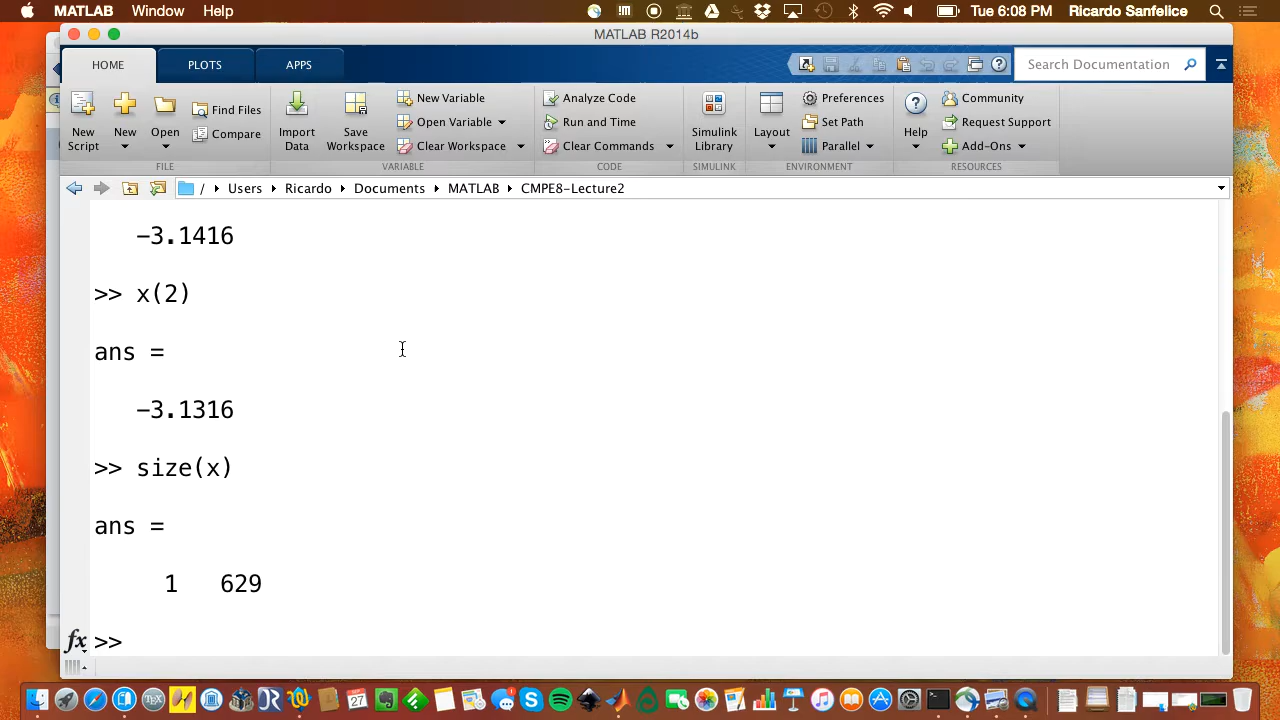 MATLAB Window Help Tue 6:08 PM Ricardo Sanfelice
MATLAB R2014b
HOME PLOTS APPS Search Documentation
New Script New Open Find Files Compare Import Data Save Workspace New Variable Open Variable Clear Workspace Analyze Code Run and Time Clear Commands Simulink Library Layout Preferences Set Path Parallel Help Community Request Support Add-Ons
FILE VARIABLE CODE SIMULINK ENVIRONMENT RESOURCES
/ Users Ricardo Documents MATLAB CMPE8-Lecture2
-3.1416
>> x(2)
ans =
-3.1316
>> size(x)
ans =
1 629
fx >>
27